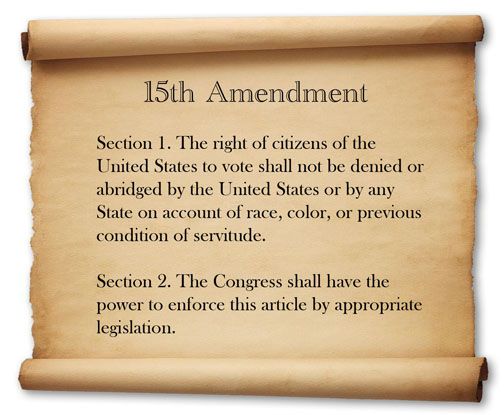 15th Amendment
Section 1. The right of citizens of the
United States to vote shall not be denied or
abridged by the United States or by any
State on account of race, color, or previous
condition of servitude.
Section 2. The Congress shall have the
power to enforce this article by appropriate
legislation.